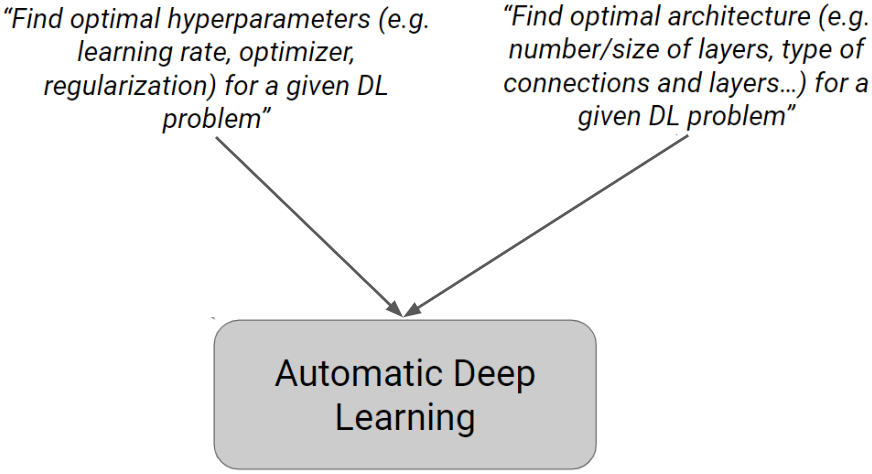 “Find optimal hyperparameters (e.g.
learning rate, optimizer,
regularization) for a given DL
problem”
“Find optimal architecture (e.g.
number/size of layers, type of
connections and layers…) for a
given DL problem”
Automatic Deep
Learning